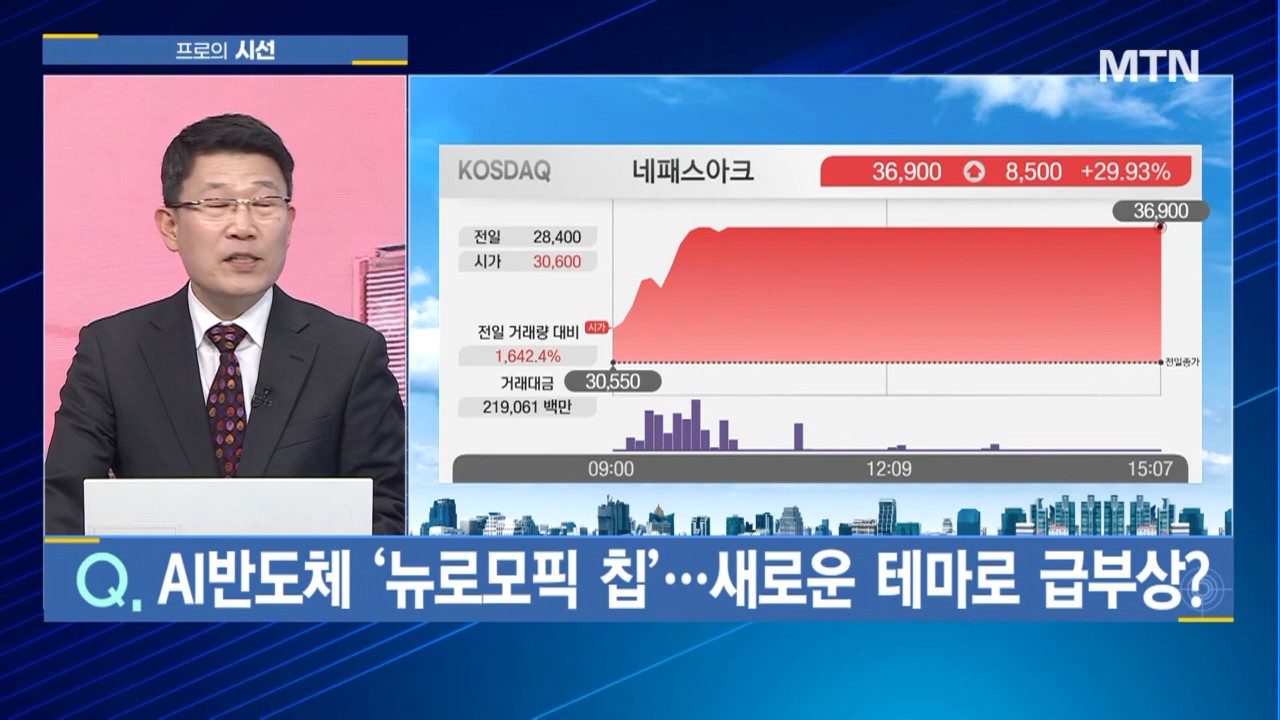 프로의 시선
MTN
KOSDAQ 네패스아크 36,900 8,500 +29.93%
36,900
전일 28,400
시가 30,600
시가
전일 거래량 대비
1,642.4%
전일종가
거래대금 30,550
219,061 백만
09:00 12:09 15:07
Q. AI반도체 ‘뉴로모픽 칩’…새로운 테마로 급부상?